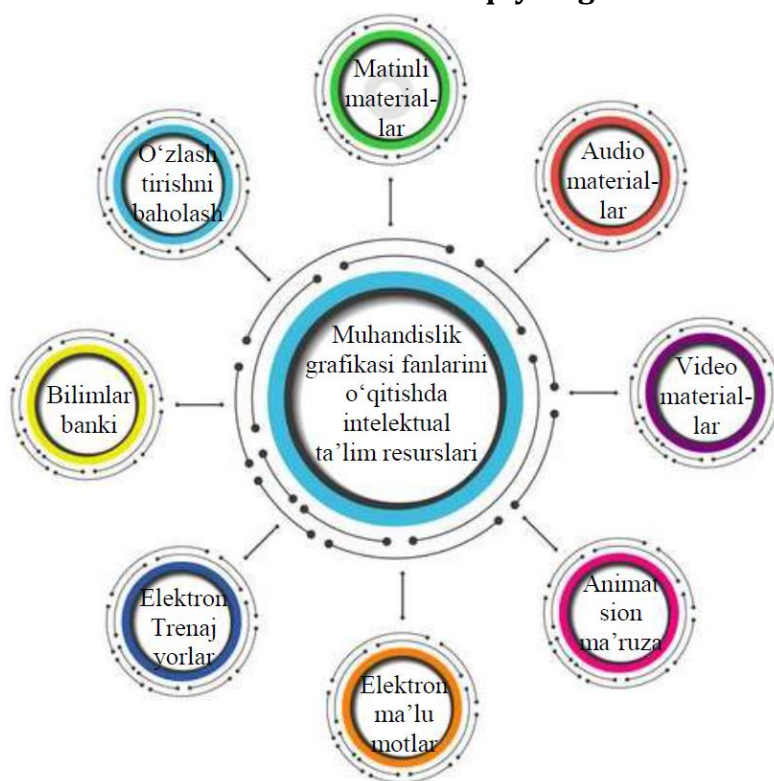 Matinli
material-
lar
Audio
material-
lar
Video
material-
lar
Animat
sion
ma’ruza
Elektron
ma’lu
motlar
Elektron
Trenaj
yorlar
Bilimlar
banki
O‘zlash
tirishni
baholash
Muhandislik
grafikasi fanlarini
o‘qitishda
intelektual
ta’lim resurslari